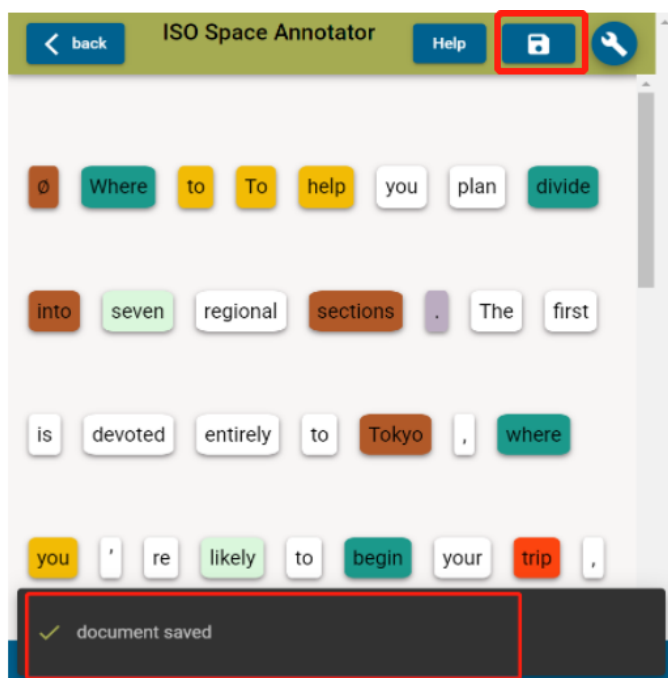 back ISO Space Annotator Help
Ø Where to To help you plan divide
into seven regional sections . The first
is devoted entirely to Tokyo , where
you ' re likely to begin your trip ,
document saved